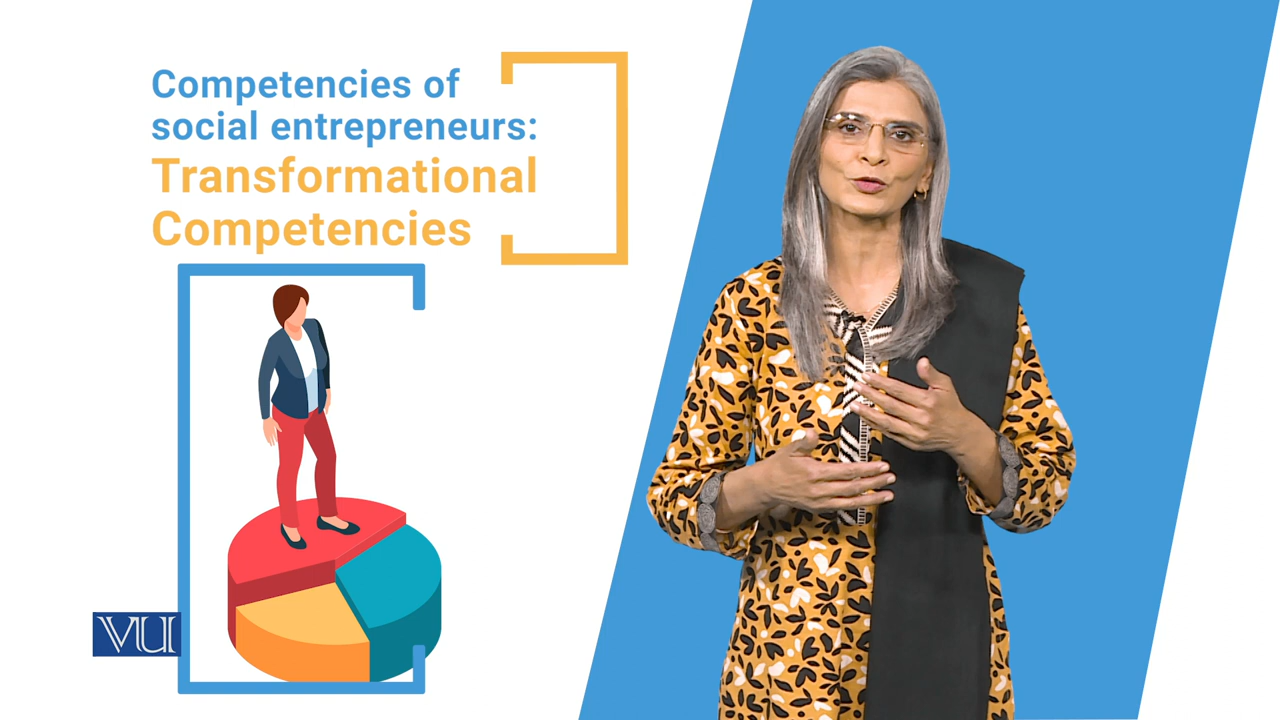 Competencies of
social entrepreneurs:
Transformational
Competencies
VU